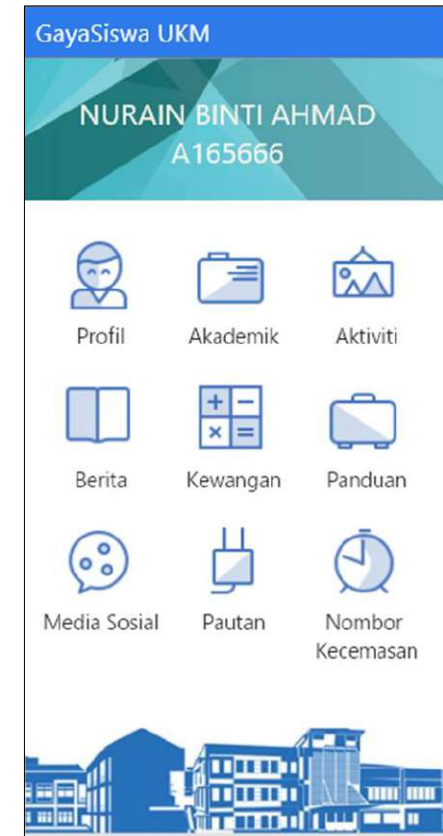 GayaSiswa UKM
NURAIN BINTI AHMAD
A165666
Profil Akademik Aktiviti
Berita Kewangan Panduan
Media Sosial Pautan Nombor
Kecemasan